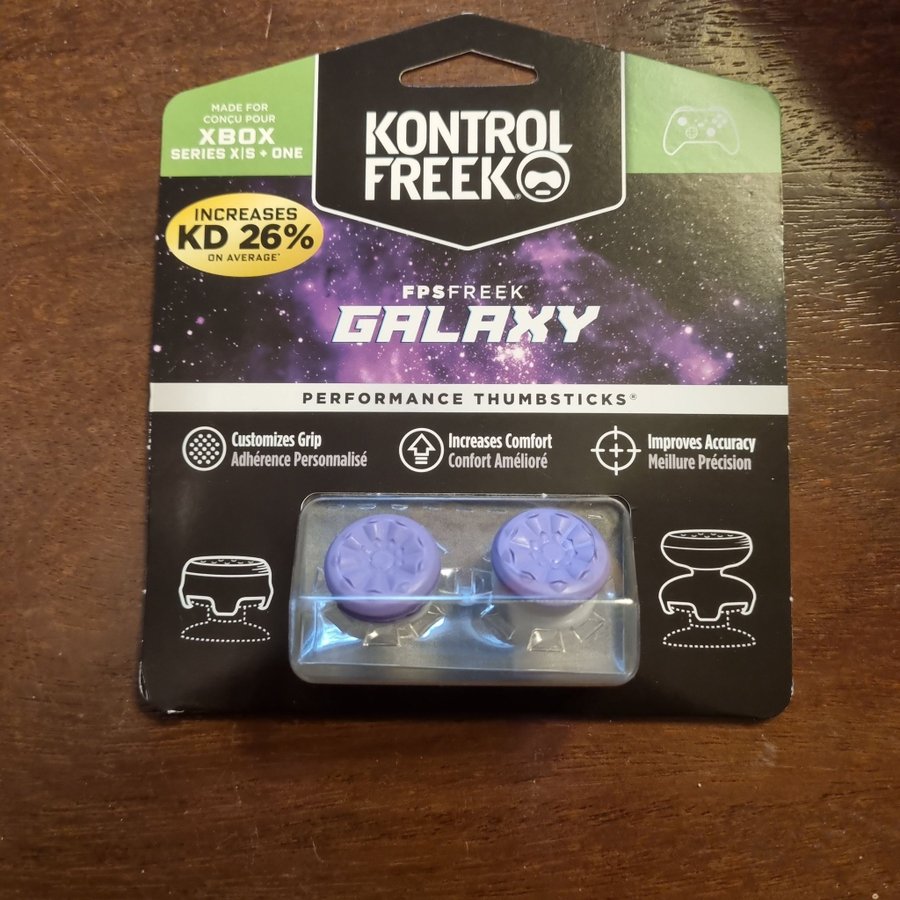 MADE FOR
CONÇU POUR
XBOX
SERIES X|S + ONE
KONTROL
FREEK®
INCREASES
KD 26%
ON AVERAGE*
FPSFREEK
GALAXY
PERFORMANCE THUMBSTICKS®
Customizes Grip
Adhérence Personnalisé
Increases Comfort
Confort Amélioré
Improves Accuracy
Meillure Précision